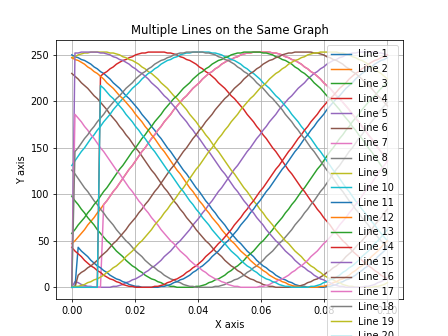 Multiple Lines on the Same Graph
Y axis
250
200
150
100
50
0
0.00
0.02
0.04
0.06
X axis
Line 1
Line 2
Line 3
Line 4
Line 5
Line 6
Line 7
Line 8
Line 9
Line 10
Line 11
Line 12
Line 13
Line 14
Line 15
Line 16
Line 17
Line 18
Line 19
Line 20